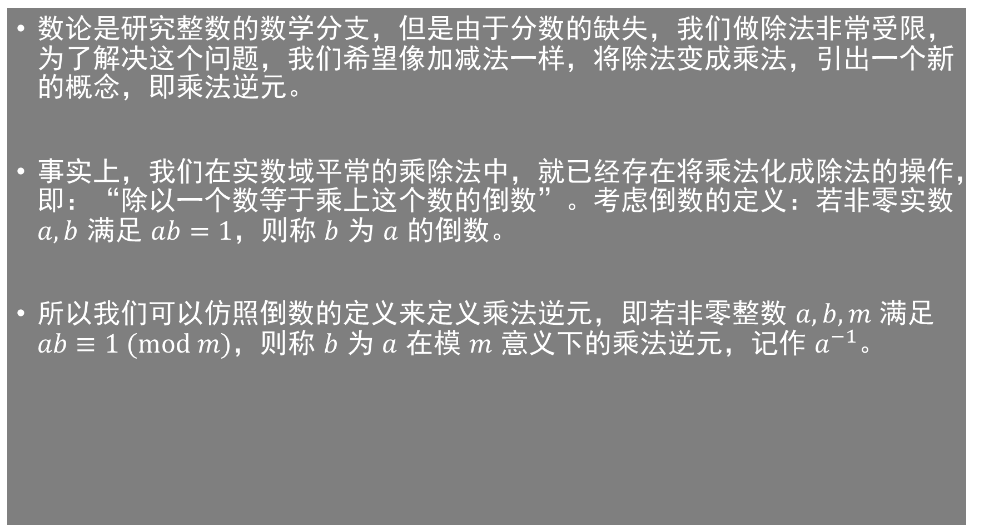 • 数论是研究整数的数学分支，但是由于分数的缺失，我们做除法非常受限，
为了解决这个问题，我们希望像加减法一样，将除法变成乘法，引出一个新
的概念，即乘法逆元。
• 事实上，我们在实数域平常的乘除法中，就已经存在将乘法化成除法的操作，
即：“除以一个数等于乘上这个数的倒数”。考虑倒数的定义：若非零实数
a, b 满足 ab = 1，则称 b 为 a 的倒数。
• 所以我们可以仿照倒数的定义来定义乘法逆元，即若非零整数 a, b, m 满足
ab ≡ 1 (mod m)，则称 b 为 a 在模 m 意义下的乘法逆元，记作 a⁻¹。